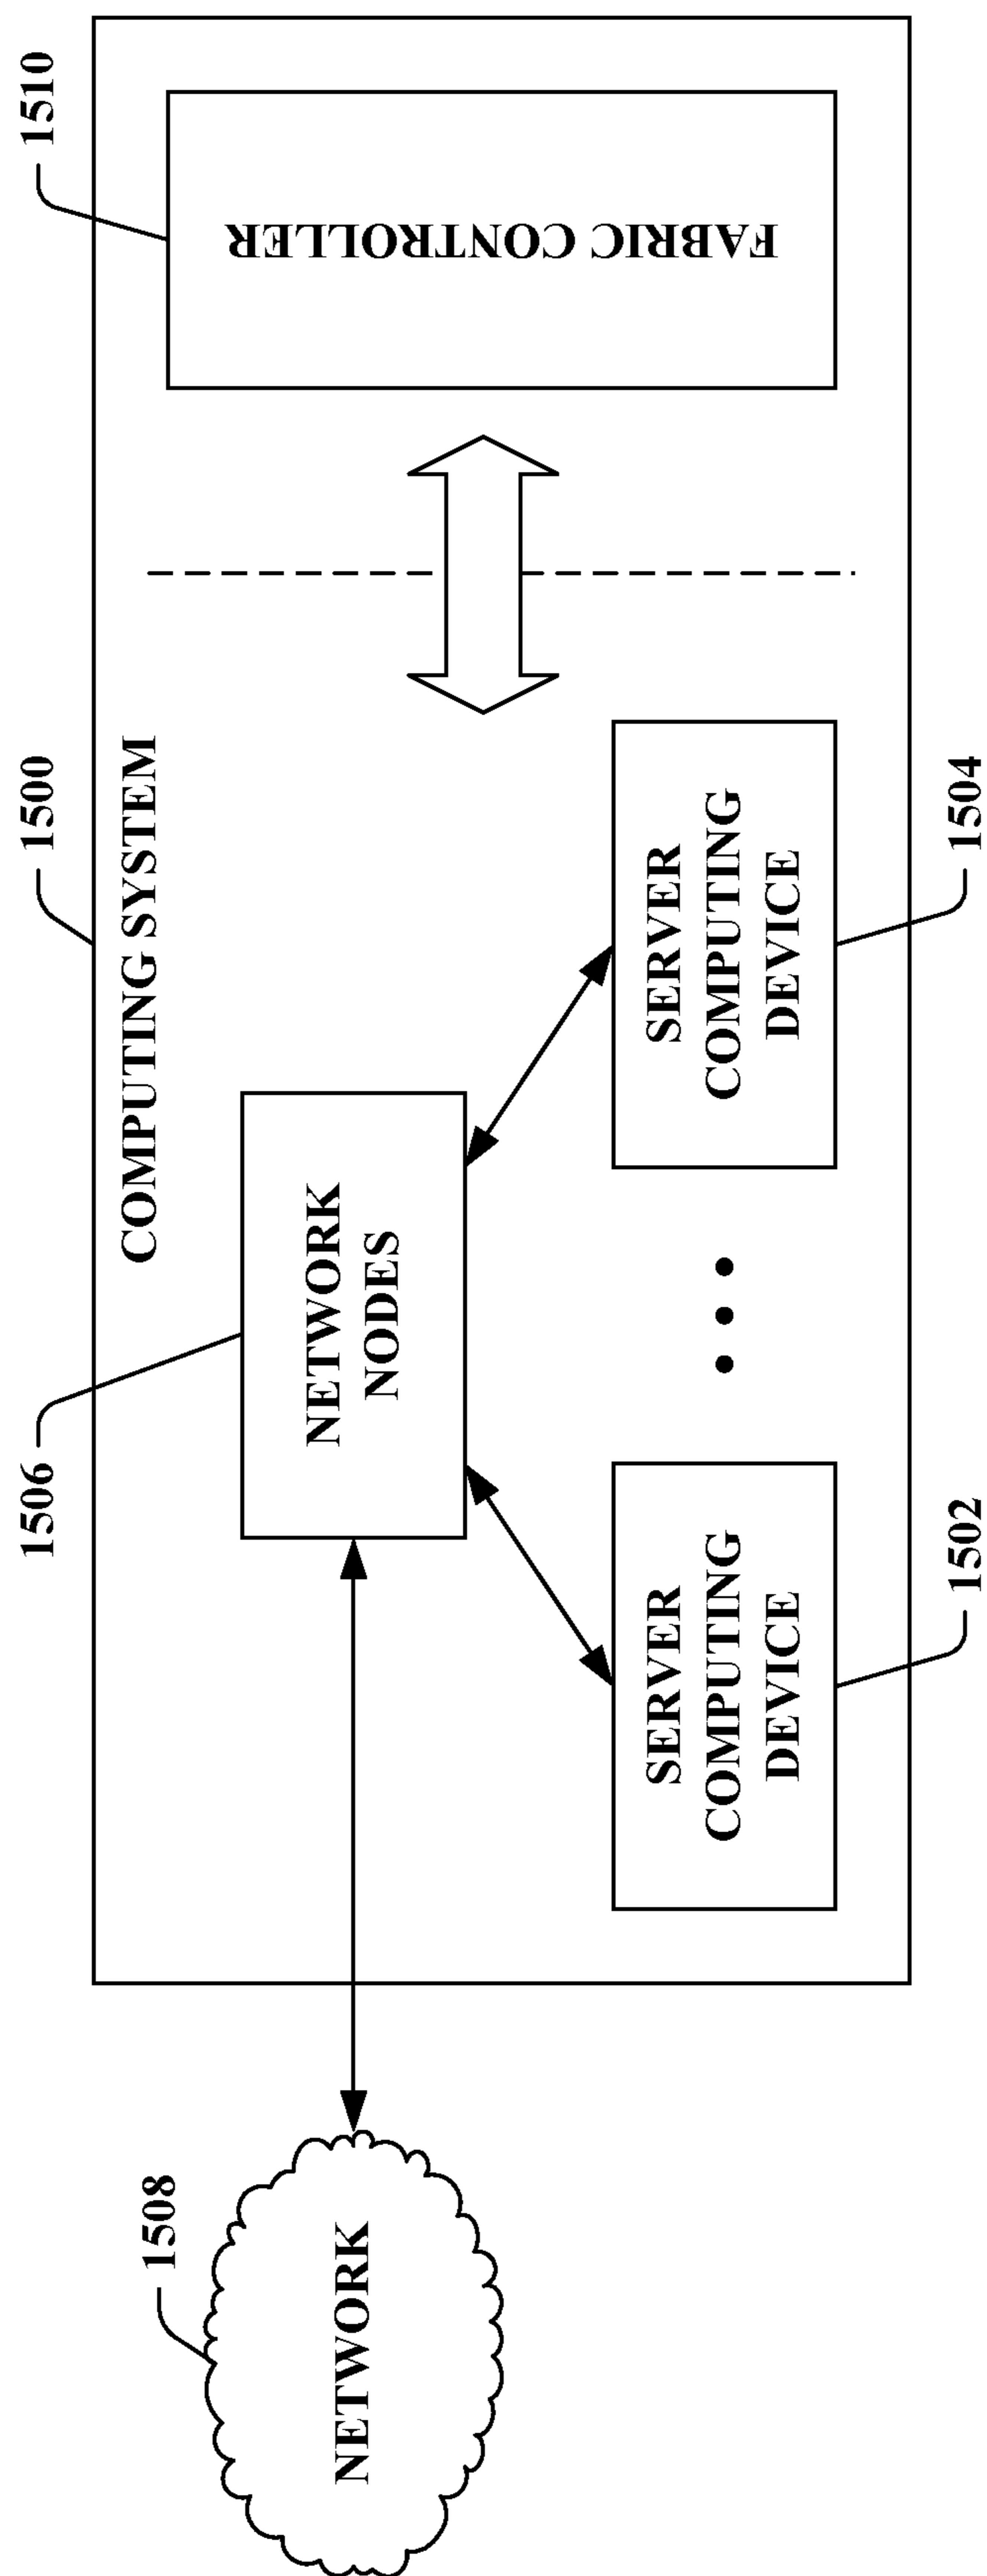 1500
1506
1510
COMPUTING SYSTEM
1508
NETWORK
NODES
NETWORK
FABRIC CONTROLLER
SERVER
COMPUTING
DEVICE
SERVER
COMPUTING
DEVICE
1502
1504